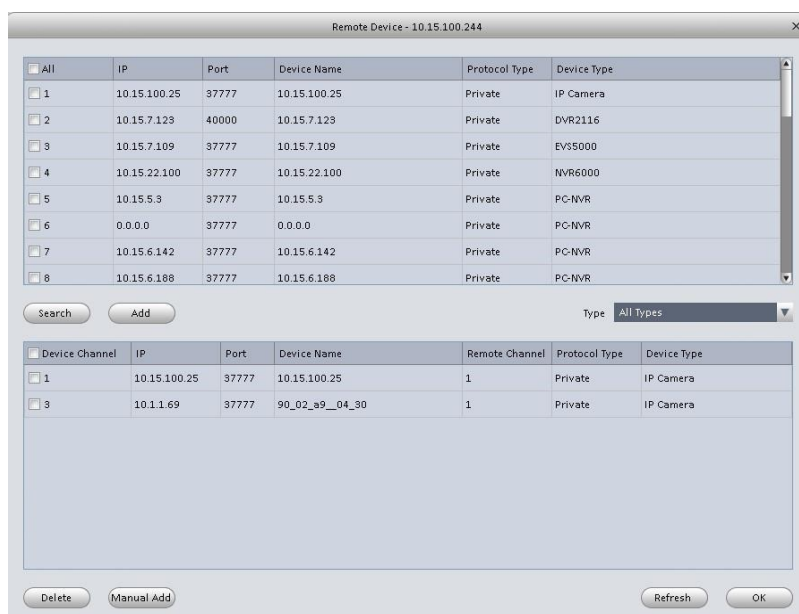 Remote Device - 10.15.100.244 ×
All IP Port Device Name Protocol Type Device Type
1 10.15.100.25 37777 10.15.100.25 Private IP Camera
2 10.15.7.123 40000 10.15.7.123 Private DVR2116
3 10.15.7.109 37777 10.15.7.109 Private EVS5000
4 10.15.22.100 37777 10.15.22.100 Private NVR6000
5 10.15.5.3 37777 10.15.5.3 Private PC-NVR
6 0.0.0.0 37777 0.0.0.0 Private PC-NVR
7 10.15.6.142 37777 10.15.6.142 Private PC-NVR
8 10.15.6.188 37777 10.15.6.188 Private PC-NVR
Search Add Type All Types
Device Channel IP Port Device Name Remote Channel Protocol Type Device Type
1 10.15.100.25 37777 10.15.100.25 1 Private IP Camera
3 10.1.1.69 37777 90_02_a9__04_30 1 Private IP Camera
Delete Manual Add Refresh OK